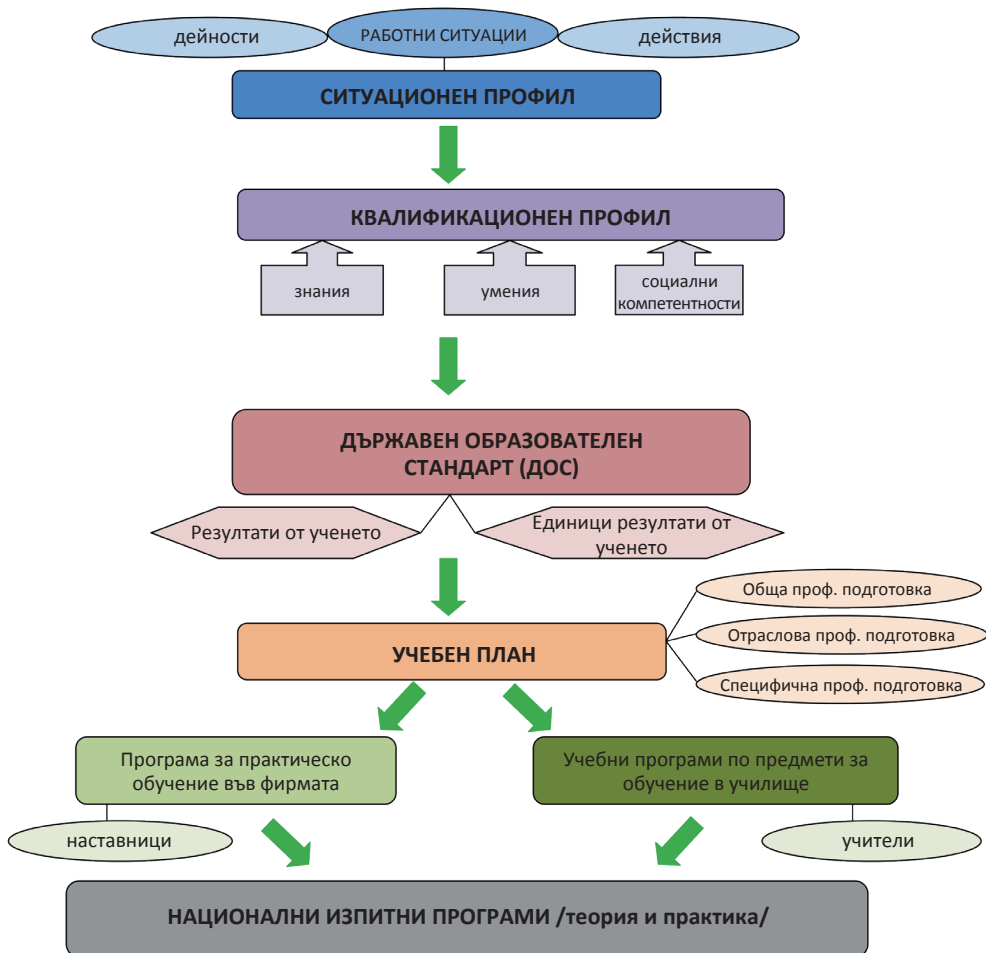 дейности
РАБОТНИ СИТУАЦИИ
действия
СИТУАЦИОНЕН ПРОФИЛ
КВАЛИФИКАЦИОНЕН ПРОФИЛ
знания
умения
социални
компетентности
ДЪРЖАВЕН ОБРАЗОВАТЕЛЕН
СТАНДАРТ (ДОС)
Резултати от ученето
Единици резултати от
ученето
Обща проф. подготовка
Отраслова проф. подготовка
Специфична проф. подготовка
УЧЕБЕН ПЛАН
Програма за практическо
обучение във фирмата
Учебни програми по предмети за
обучение в училище
наставници
учители
НАЦИОНАЛНИ ИЗПИТНИ ПРОГРАМИ /теория и практика/